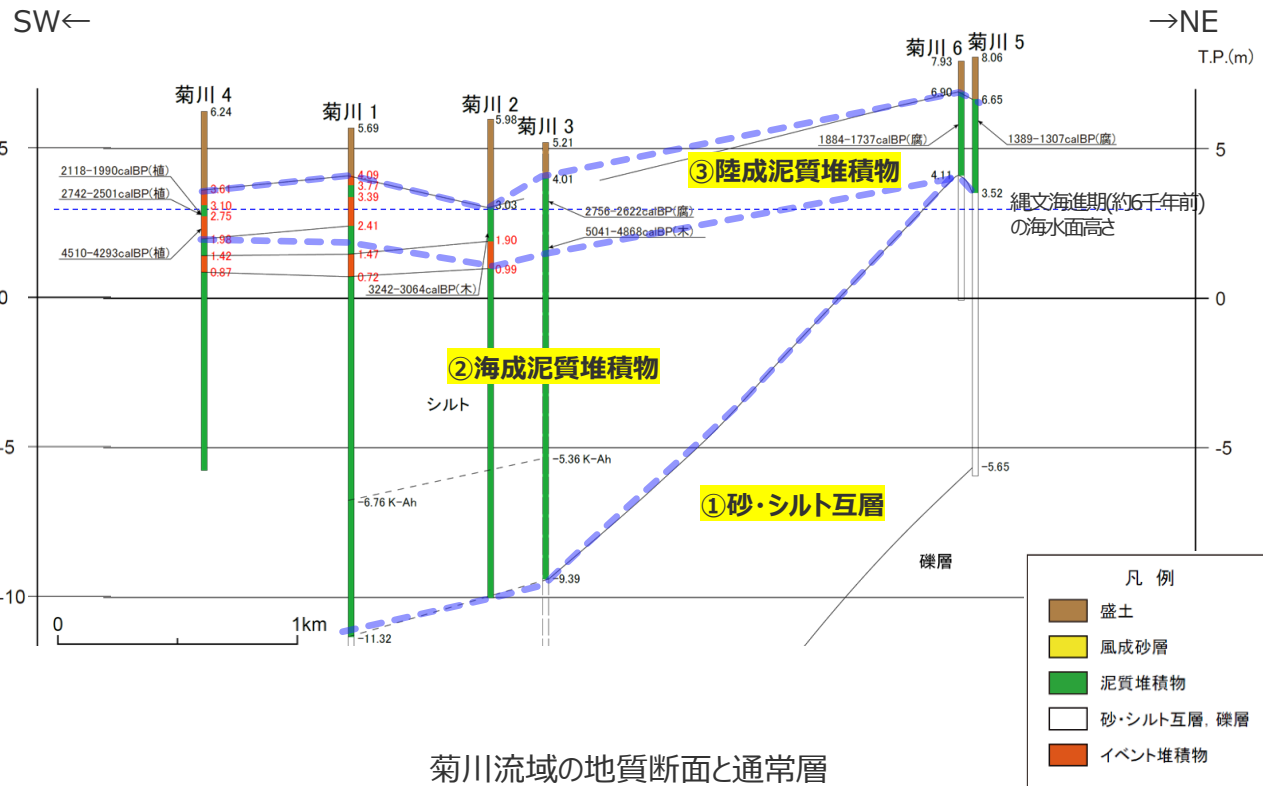 SW←
→NE
T.P.(m)
菊川 4
6.24
菊川 1
5.69
菊川 2
5.98
菊川 3
5.21
菊川 6
7.93
菊川 5
8.06
6.90
6.65
5
5
2118-1990calBP(植)
2742-2501calBP(植)
4510-4293calBP(植)
3.61
3.10
2.75
1.98
1.42
0.87
4.09
3.77
3.39
2.41
1.47
0.72
3.03
1.90
0.99
3242-3064calBP(木)
4.01
2756-2622calBP(腐)
5041-4868calBP(木)
1884-1737calBP(腐)
1389-1307calBP(腐)
③陸成泥質堆積物
4.11
3.52
縄文海進期(約6千年前)
の海水面高さ
0
0
②海成泥質堆積物
シルト
-5
-5
-5.36 K-Ah
-6.76 K-Ah
-5.65
①砂・シルト互層
礫層
-9.39
-10
-11.32
0
1km
凡 例
盛土
風成砂層
泥質堆積物
砂・シルト互層, 礫層
イベント堆積物
菊川流域の地質断面と通常層